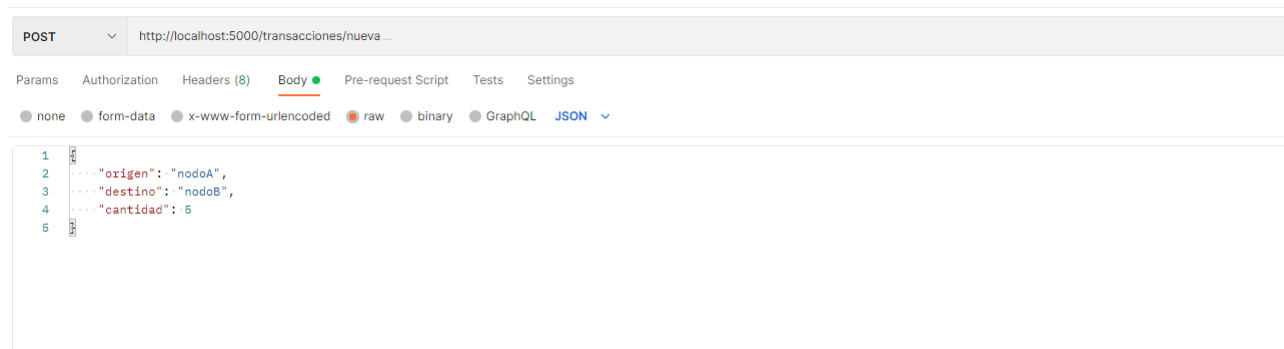 POST http://localhost:5000/transacciones/nueva ...
Params Authorization Headers (8) Body Pre-request Script Tests Settings
none form-data x-www-form-urlencoded raw binary GraphQL JSON
1 {
2 "origen": "nodoA",
3 "destino": "nodoB",
4 "cantidad": 5
5 }